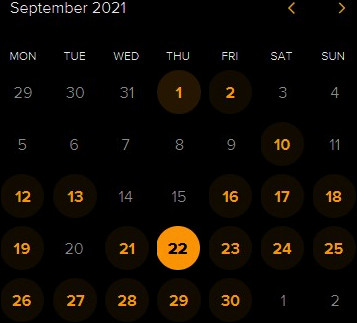 September 2021
MON TUE WED THU FRI SAT SUN
29 30 31 1 2 3 4
5 6 7 8 9 10 11
12 13 14 15 16 17 18
19 20 21 22 23 24 25
26 27 28 29 30 1 2